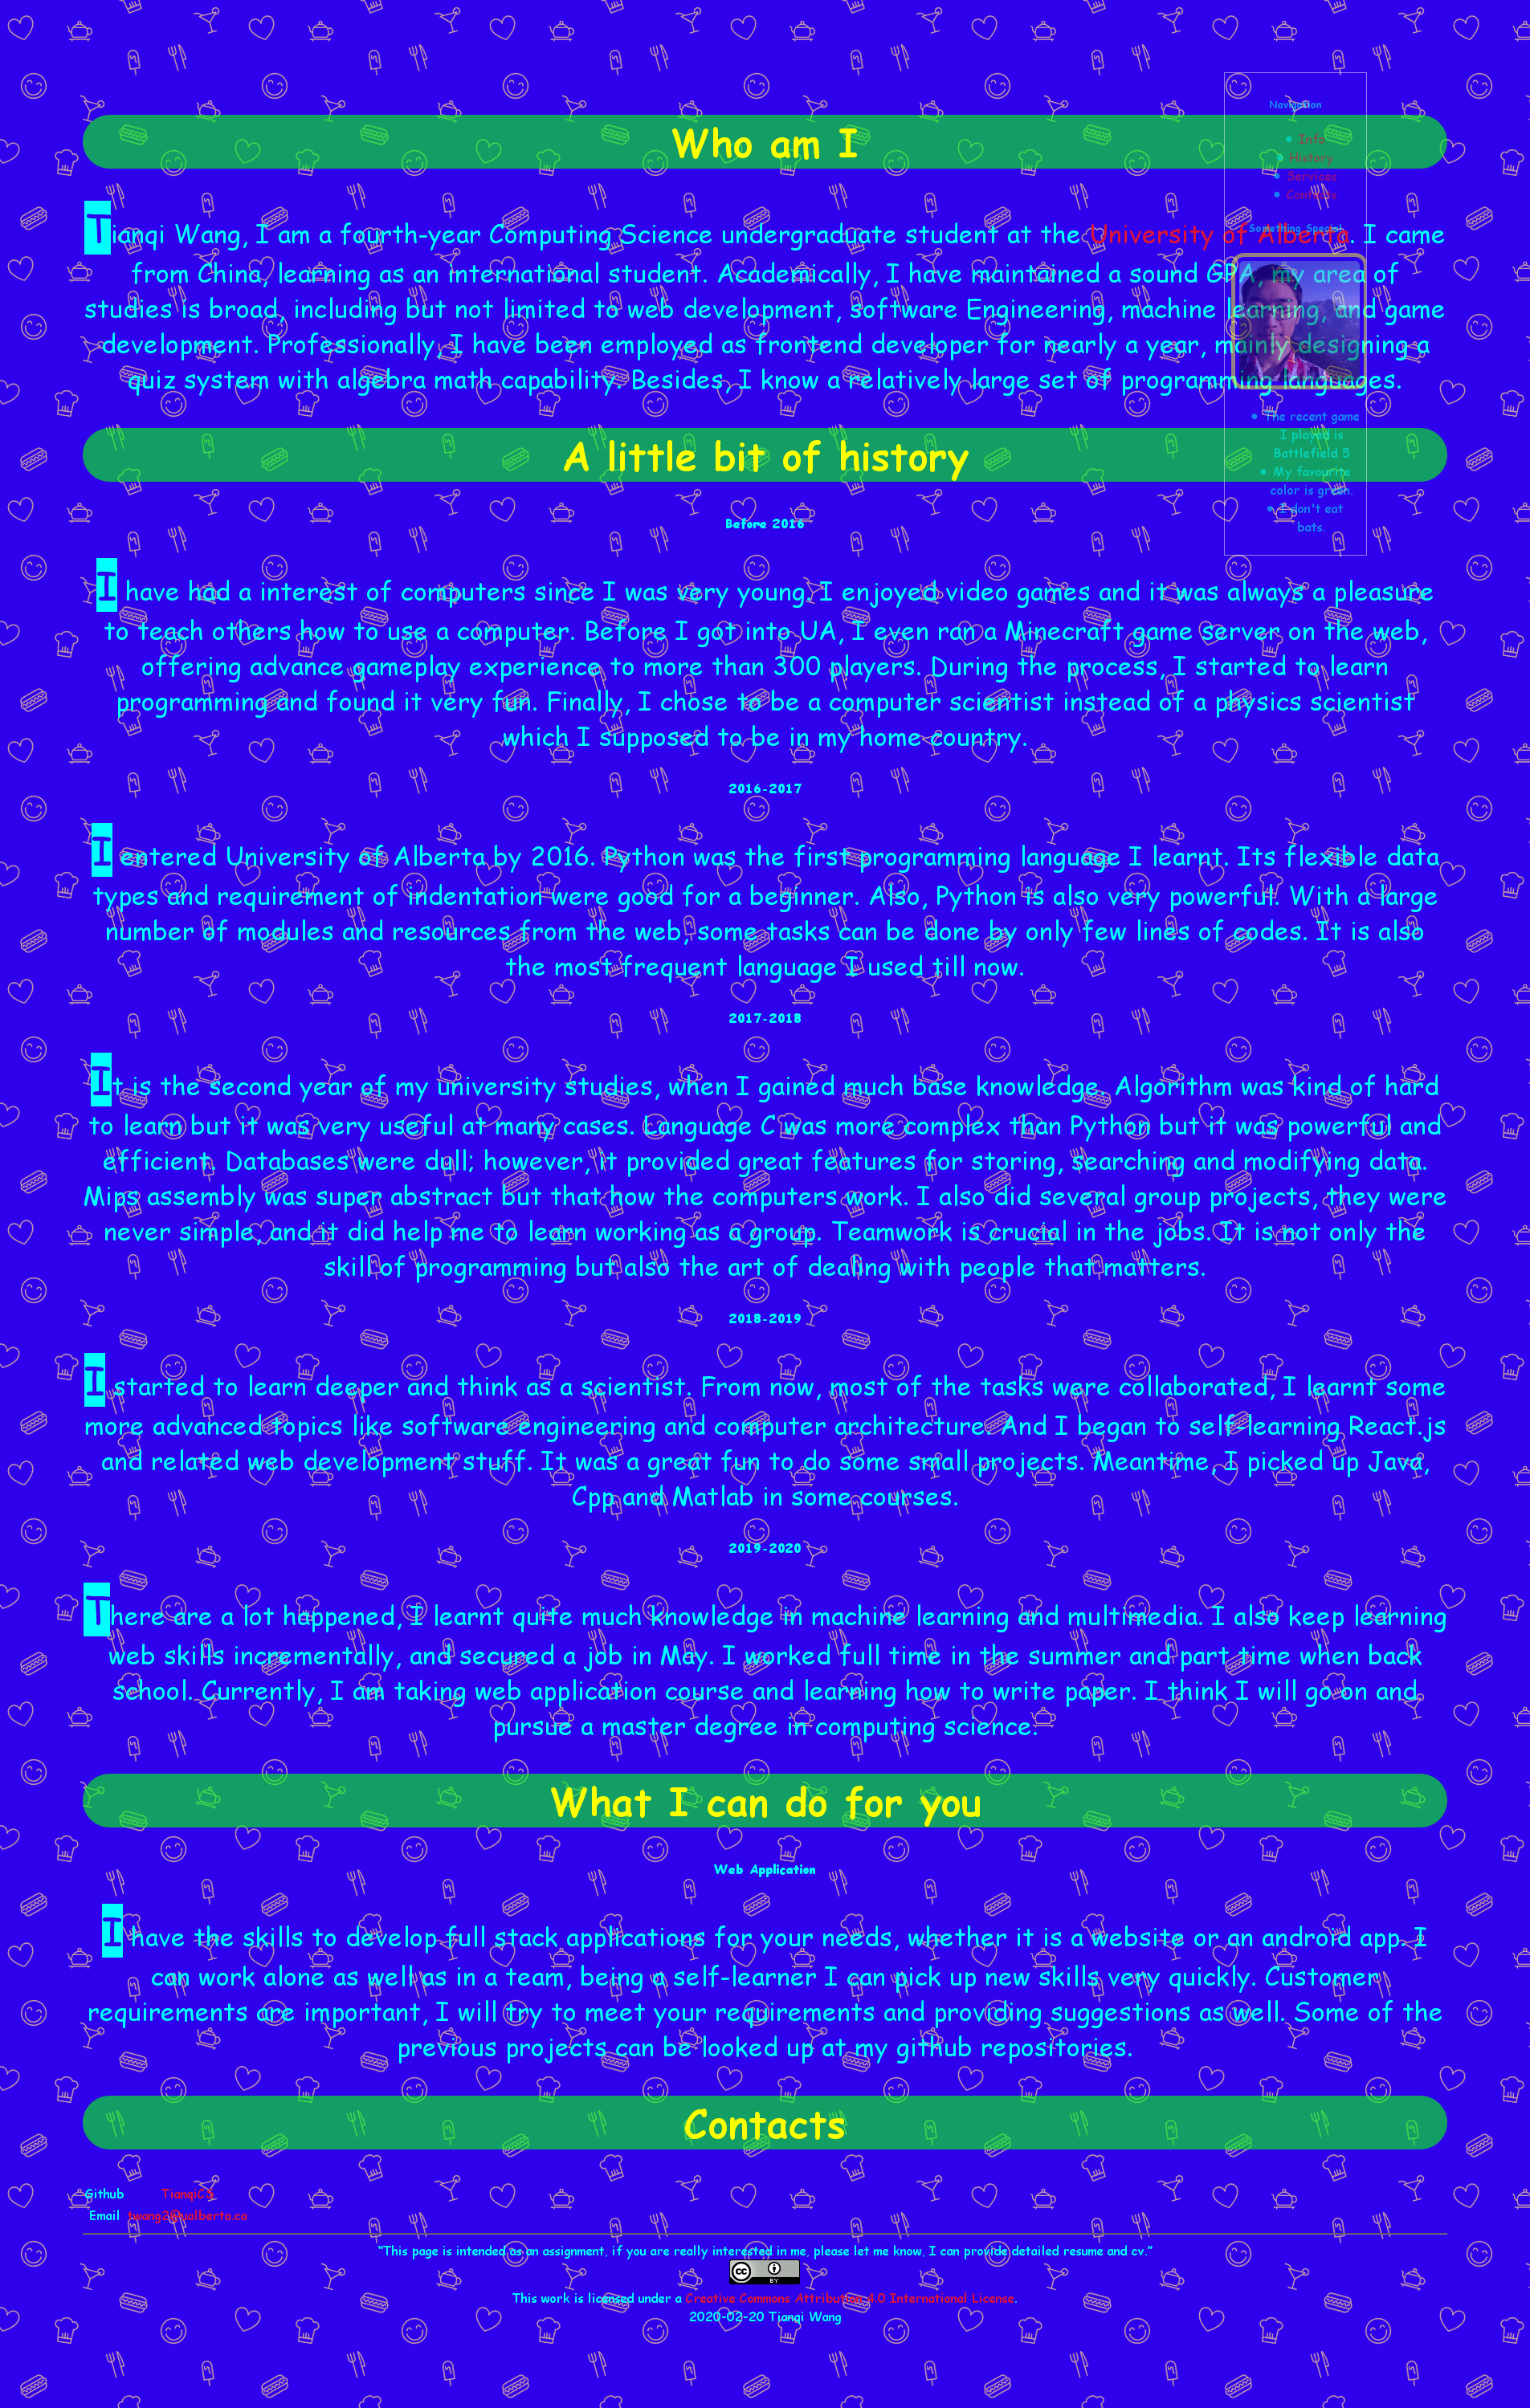 Who am I
Tianqi Wang, I am a fourth-year Computing Science undergraduate student at the University of Alberta. I came
from China, learning as an international student. Academically, I have maintained a sound GPA, my area of
studies is broad, including but not limited to web development, software Engineering, machine learning, and game
development. Professionally, I have been employed as frontend developer for nearly a year, mainly designing a
quiz system with algebra math capability. Besides, I know a relatively large set of programming languages.
Navigation
Info
History
Services
Contacts
Something Special
The recent game
I played is
Battlefield 5
My favourite
color is green.
I don't eat
bats.
A little bit of history
Before 2016
I have had a interest of computers since I was very young. I enjoyed video games and it was always a pleasure
to teach others how to use a computer. Before I got into UA, I even ran a Minecraft game server on the web,
offering advance gameplay experience to more than 300 players. During the process, I started to learn
programming and found it very fun. Finally, I chose to be a computer scientist instead of a physics scientist
which I supposed to be in my home country.
2016-2017
I entered University of Alberta by 2016. Python was the first programming language I learnt. Its flexible data
types and requirement of indentation were good for a beginner. Also, Python is also very powerful. With a large
number of modules and resources from the web, some tasks can be done by only few lines of codes. It is also
the most frequent language I used till now.
2017-2018
It is the second year of my university studies, when I gained much base knowledge. Algorithm was kind of hard
to learn but it was very useful at many cases. Language C was more complex than Python but it was powerful and
efficient. Databases were dull; however, it provided great features for storing, searching and modifying data.
Mips assembly was super abstract but that how the computers work. I also did several group projects, they were
never simple, and it did help me to learn working as a group. Teamwork is crucial in the jobs. It is not only the
skill of programming but also the art of dealing with people that matters.
2018-2019
I started to learn deeper and think as a scientist. From now, most of the tasks were collaborated, I learnt some
more advanced topics like software engineering and computer architecture. And I began to self-learning React.js
and related web development stuff. It was a great fun to do some small projects. Meantime, I picked up Java,
Cpp and Matlab in some courses.
2019-2020
There are a lot happened, I learnt quite much knowledge in machine learning and multimedia. I also keep learning
web skills incrementally, and secured a job in May. I worked full time in the summer and part time when back
school. Currently, I am taking web application course and learning how to write paper. I think I will go on and
pursue a master degree in computing science.
What I can do for you
Web Application
I have the skills to develop full stack applications for your needs, whether it is a website or an android app. I
can work alone as well as in a team, being a self-learner I can pick up new skills very quickly. Customer
requirements are important, I will try to meet your requirements and providing suggestions as well. Some of the
previous projects can be looked up at my github repositories.
Contacts
Github TianqiCS
Email twang2@ualberta.ca
"This page is intended as an assignment, if you are really interested in me, please let me know, I can provide detailed resume and cv."
cc BY
This work is licensed under a Creative Commons Attribution 4.0 International License.
2020-02-20 Tianqi Wang